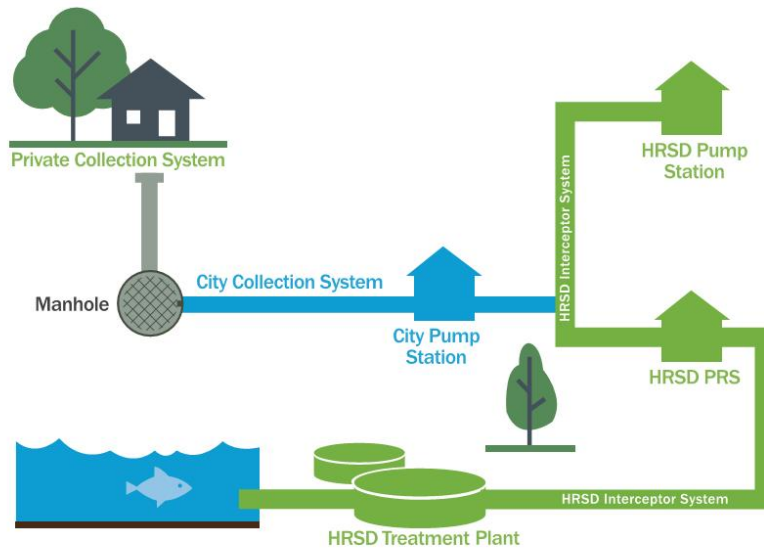 Private Collection System
HRSD Pump
Station
HRSD Interceptor System
City Collection System
Manhole
City Pump
Station
HRSD PRS
HRSD Interceptor System
HRSD Treatment Plant